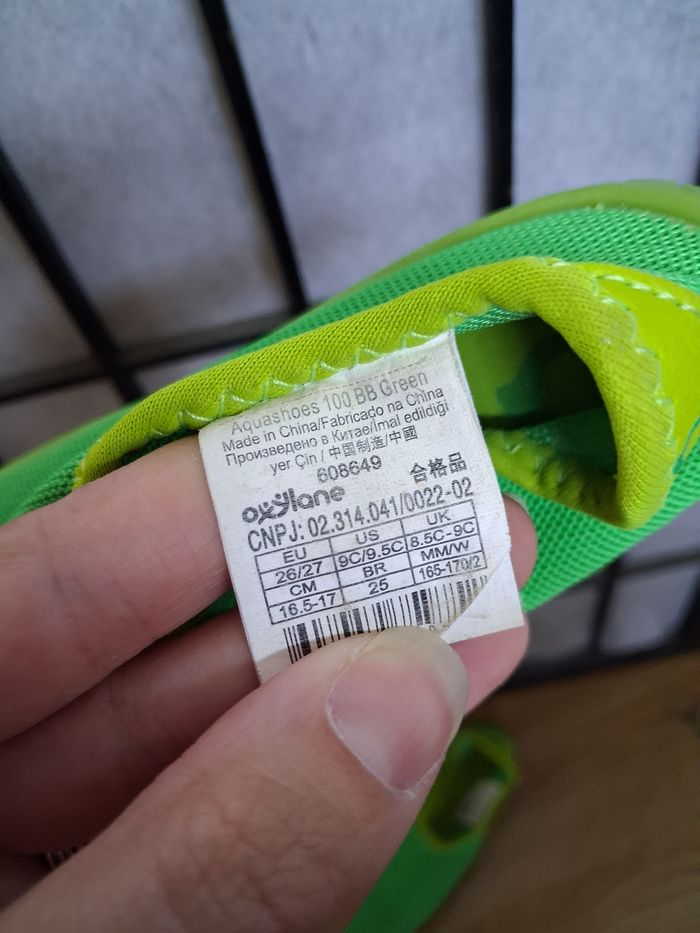 Aquashoes 100 BB Green
Made in China/Fabricaço na China
Произведено в Китае/İmal edildiği
yer Çin / 中国制造/中國
608649
合格品
oxylane
CNPJ: 02.314.041/0022-02
EU US UK
26/27 9C/9.5C 8.5C-9C
CM BR MM/W
16.5-17 25 165-170/2